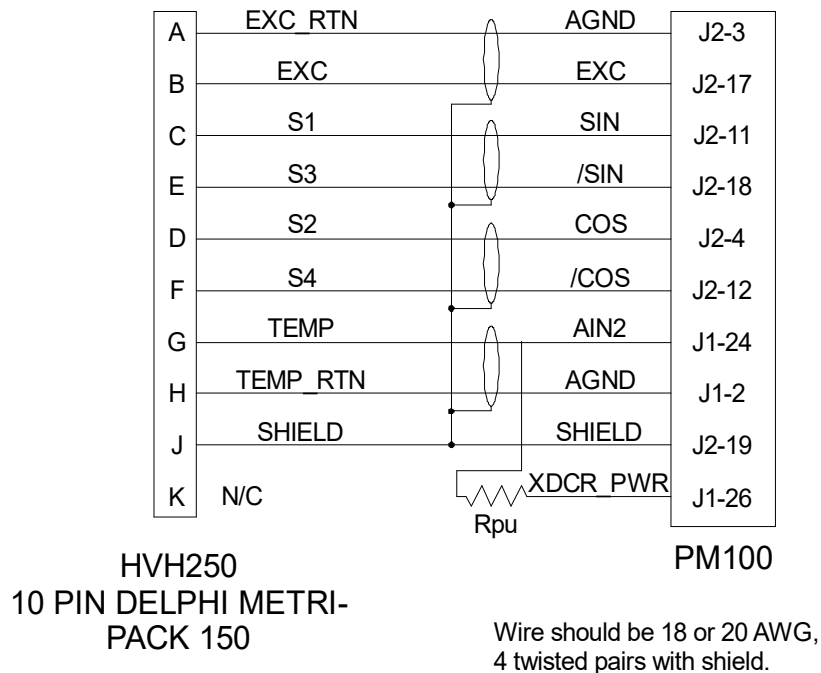 A EXC_RTN AGND J2-3
B EXC EXC J2-17
C S1 SIN J2-11
E S3 /SIN J2-18
D S2 COS J2-4
F S4 /COS J2-12
G TEMP AIN2 J1-24
H TEMP_RTN AGND J1-2
J SHIELD SHIELD J2-19
K N/C XDCR_PWR J1-26
Rpu
HVH250
10 PIN DELPHI METRI-
PACK 150
PM100
Wire should be 18 or 20 AWG,
4 twisted pairs with shield.